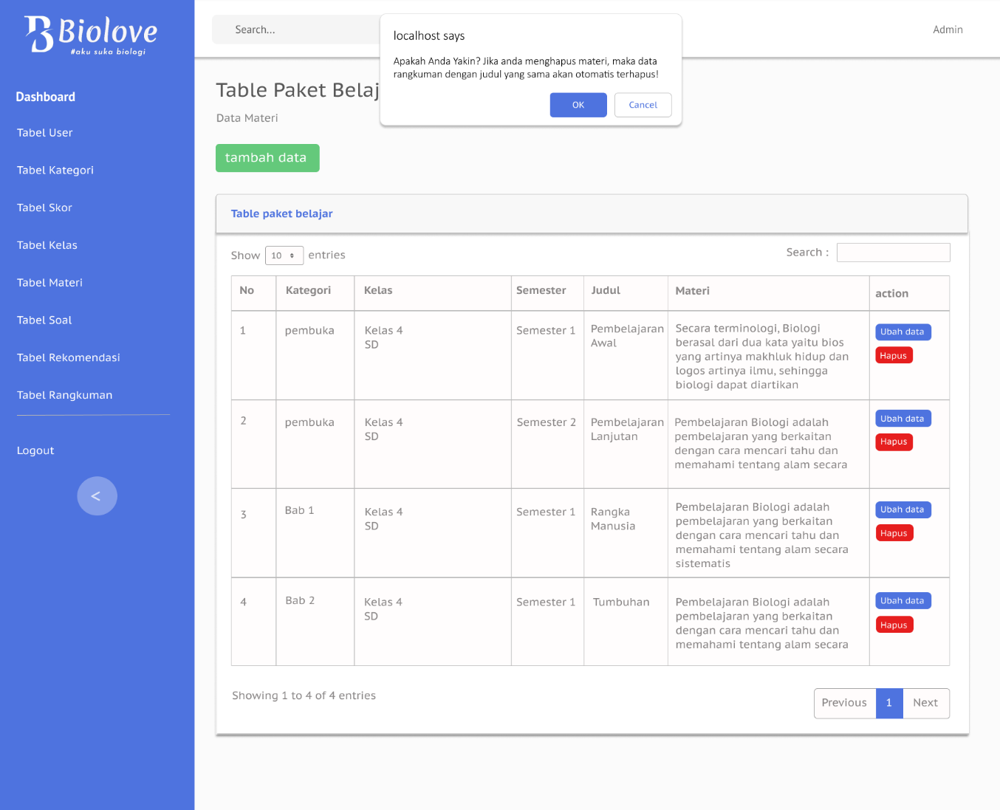 Biolove
#aku suka biologi
Dashboard
Tabel User
Tabel Kategori
Tabel Skor
Tabel Kelas
Tabel Materi
Tabel Soal
Tabel Rekomendasi
Tabel Rangkuman
Logout
<
Search...
Admin
localhost says
Apakah Anda Yakin? Jika anda menghapus materi, maka data
rangkuman dengan judul yang sama akan otomatis terhapus!
OK Cancel
Table Paket Belaj
Data Materi
tambah data
Table paket belajar
Show 10 entries
Search :
No Kategori Kelas Semester Judul Materi action
1
pembuka
Kelas 4
SD
Semester 1
Pembelajaran
Awal
Secara terminologi, Biologi
berasal dari dua kata yaitu bios
yang artinya makhluk hidup dan
logos artinya ilmu, sehingga
biologi dapat diartikan
Ubah data
Hapus
2
pembuka
Kelas 4
SD
Semester 2
Pembelajaran
Lanjutan
Pembelajaran Biologi adalah
pembelajaran yang berkaitan
dengan cara mencari tahu dan
memahami tentang alam secara
Ubah data
Hapus
3
Bab 1
Kelas 4
SD
Semester 1
Rangka
Manusia
Pembelajaran Biologi adalah
pembelajaran yang berkaitan
dengan cara mencari tahu dan
memahami tentang alam secara
sistematis
Ubah data
Hapus
4
Bab 2
Kelas 4
SD
Semester 1
Tumbuhan
Pembelajaran Biologi adalah
pembelajaran yang berkaitan
dengan cara mencari tahu dan
memahami tentang alam secara
Ubah data
Hapus
Showing 1 to 4 of 4 entries
Previous 1 Next